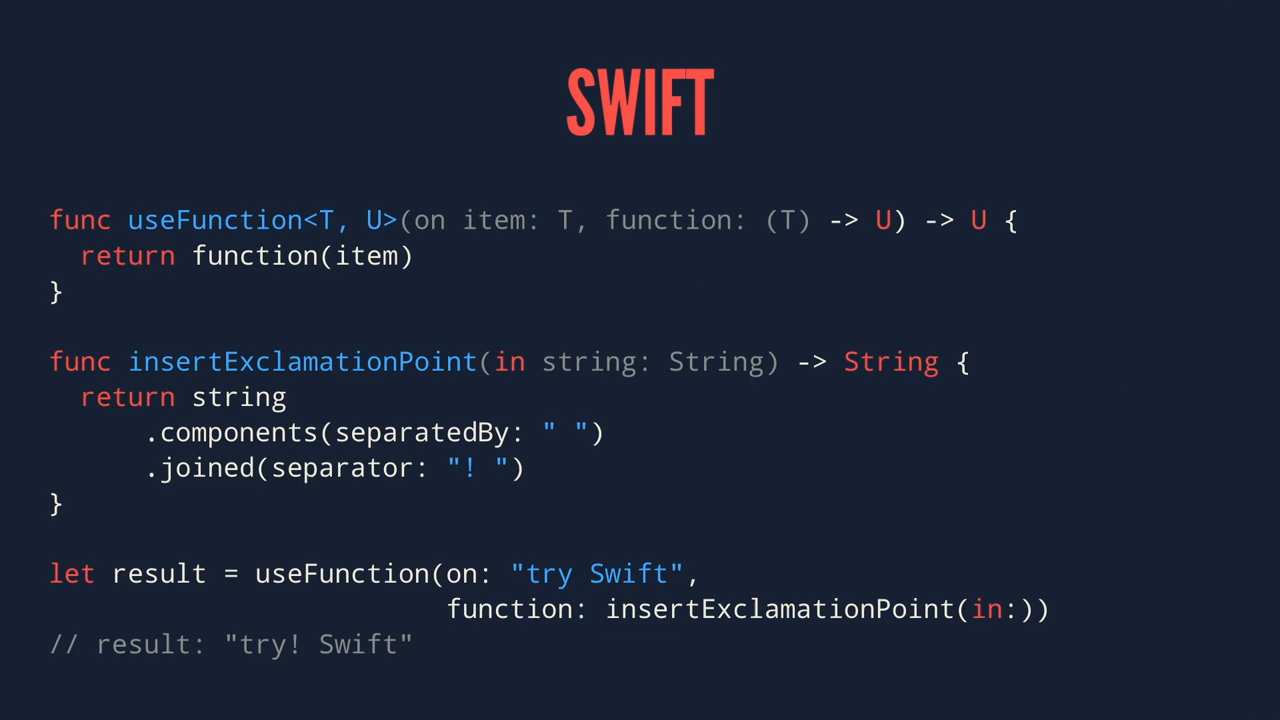 SWIFT
func useFunction<T, U>(on item: T, function: (T) -> U) -> U {
  return function(item)
}
func insertExclamationPoint(in string: String) -> String {
  return string
      .components(separatedBy: " ")
      .joined(separator: "! ")
}
let result = useFunction(on: "try Swift",
                         function: insertExclamationPoint(in:))
// result: "try! Swift"